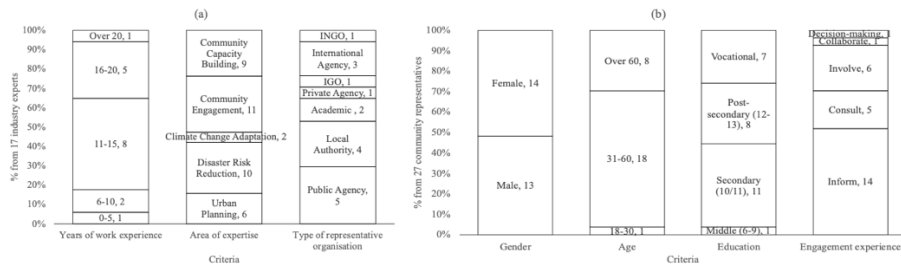 (a)
% from 17 industry experts
100%
90%
80%
70%
60%
50%
40%
30%
20%
10%
0%
Over 20, 1
16-20, 5
11-15, 8
6-10, 2
0-5, 1
Years of work experience
Community
Capacity
Building, 9
Community
Engagement, 11
Climate Change Adaptation, 2
Disaster Risk
Reduction, 10
Urban
Planning, 6
Area of expertise
INGO, 1
International
Agency, 3
IGO, 1
Private Agency, 1
Academic , 2
Local
Authority, 4
Public Agency,
5
Type of representative
organisation
Criteria
(b)
% from 27 community representatives
100%
90%
80%
70%
60%
50%
40%
30%
20%
10%
0%
Female, 14
Male, 13
Gender
Over 60, 8
31-60, 18
18-30, 1
Age
Vocational, 7
Post-
secondary (12-
13), 8
Secondary
(10/11), 11
Middle (6-9), 1
Education
Decision-making, 1
Collaborate, 1
Involve, 6
Consult, 5
Inform, 14
Engagement experience
Criteria